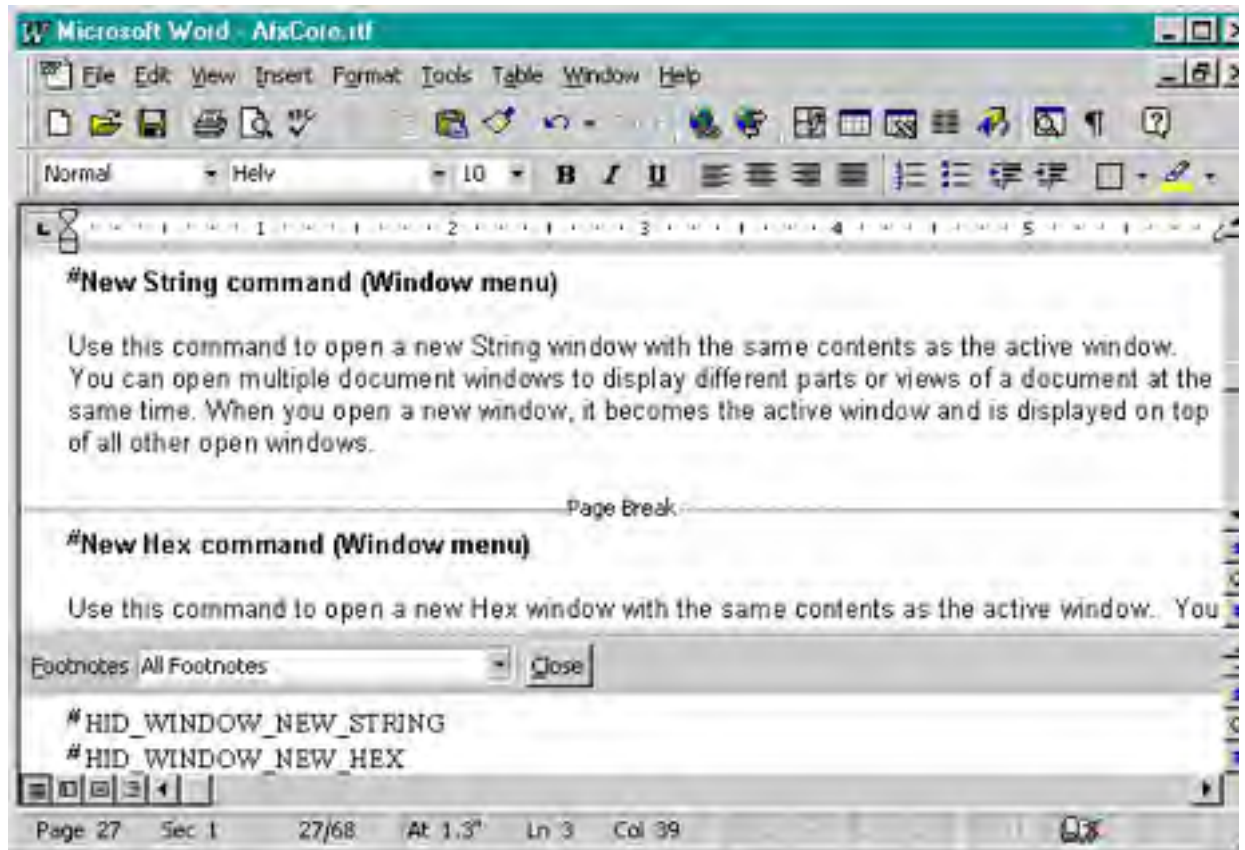 Microsoft Word - AfxCore.rtf
File Edit View Insert Format Tools Table Window Help
Normal Helv 10 B I U
1 2 3 4 5
#New String command (Window menu)
Use this command to open a new String window with the same contents as the active window.
You can open multiple document windows to display different parts or views of a document at the
same time. When you open a new window, it becomes the active window and is displayed on top
of all other open windows.
Page Break
#New Hex command (Window menu)
Use this command to open a new Hex window with the same contents as the active window. You
Footnotes All Footnotes Close
#HID_WINDOW_NEW_STRING
#HID_WINDOW_NEW_HEX
Page 27 Sec 1 27/68 At 1.3" Ln 3 Col 39